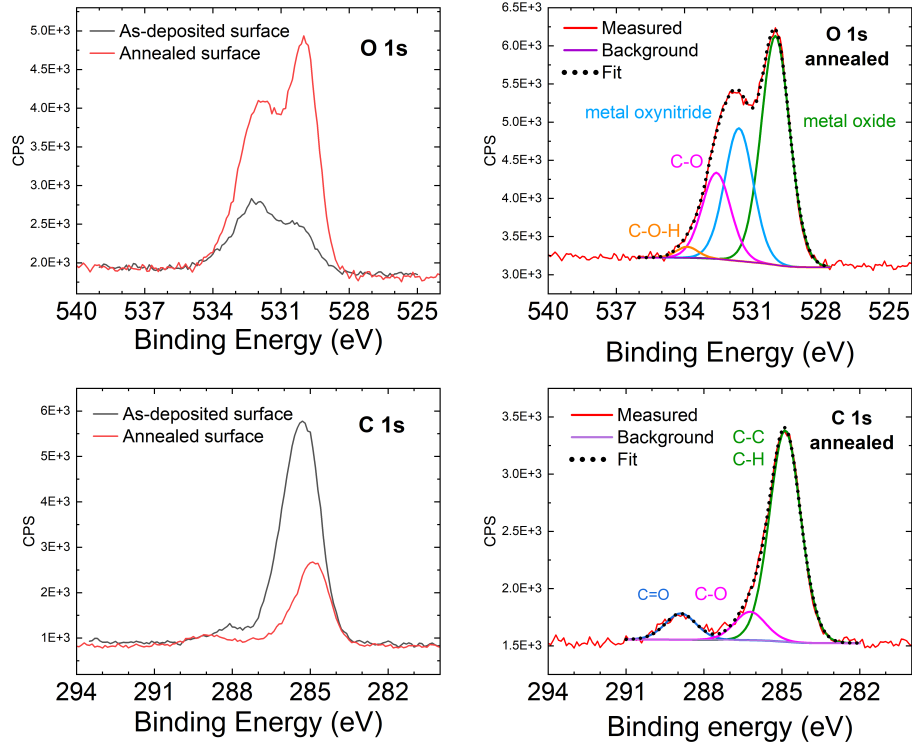 As-deposited surface
Annealed surface
O 1s
5.0E+3
4.5E+3
4.0E+3
3.5E+3
3.0E+3
2.5E+3
2.0E+3
CPS
540 537 534 531 528 525
Binding Energy (eV)
Measured
Background
Fit
O 1s
annealed
metal oxynitride
metal oxide
C-O
C-O-H
6.5E+3
6.0E+3
5.5E+3
5.0E+3
4.5E+3
4.0E+3
3.5E+3
3.0E+3
CPS
540 537 534 531 528 525
Binding Energy (eV)
As-deposited surface
Annealed surface
C 1s
6E+3
5E+3
4E+3
3E+3
2E+3
1E+3
CPS
294 291 288 285 282
Binding Energy (eV)
Measured
Background
Fit
C-C
C-H
C 1s
annealed
C=O
C-O
3.5E+3
3.0E+3
2.5E+3
2.0E+3
1.5E+3
CPS
294 291 288 285 282
Binding energy (eV)